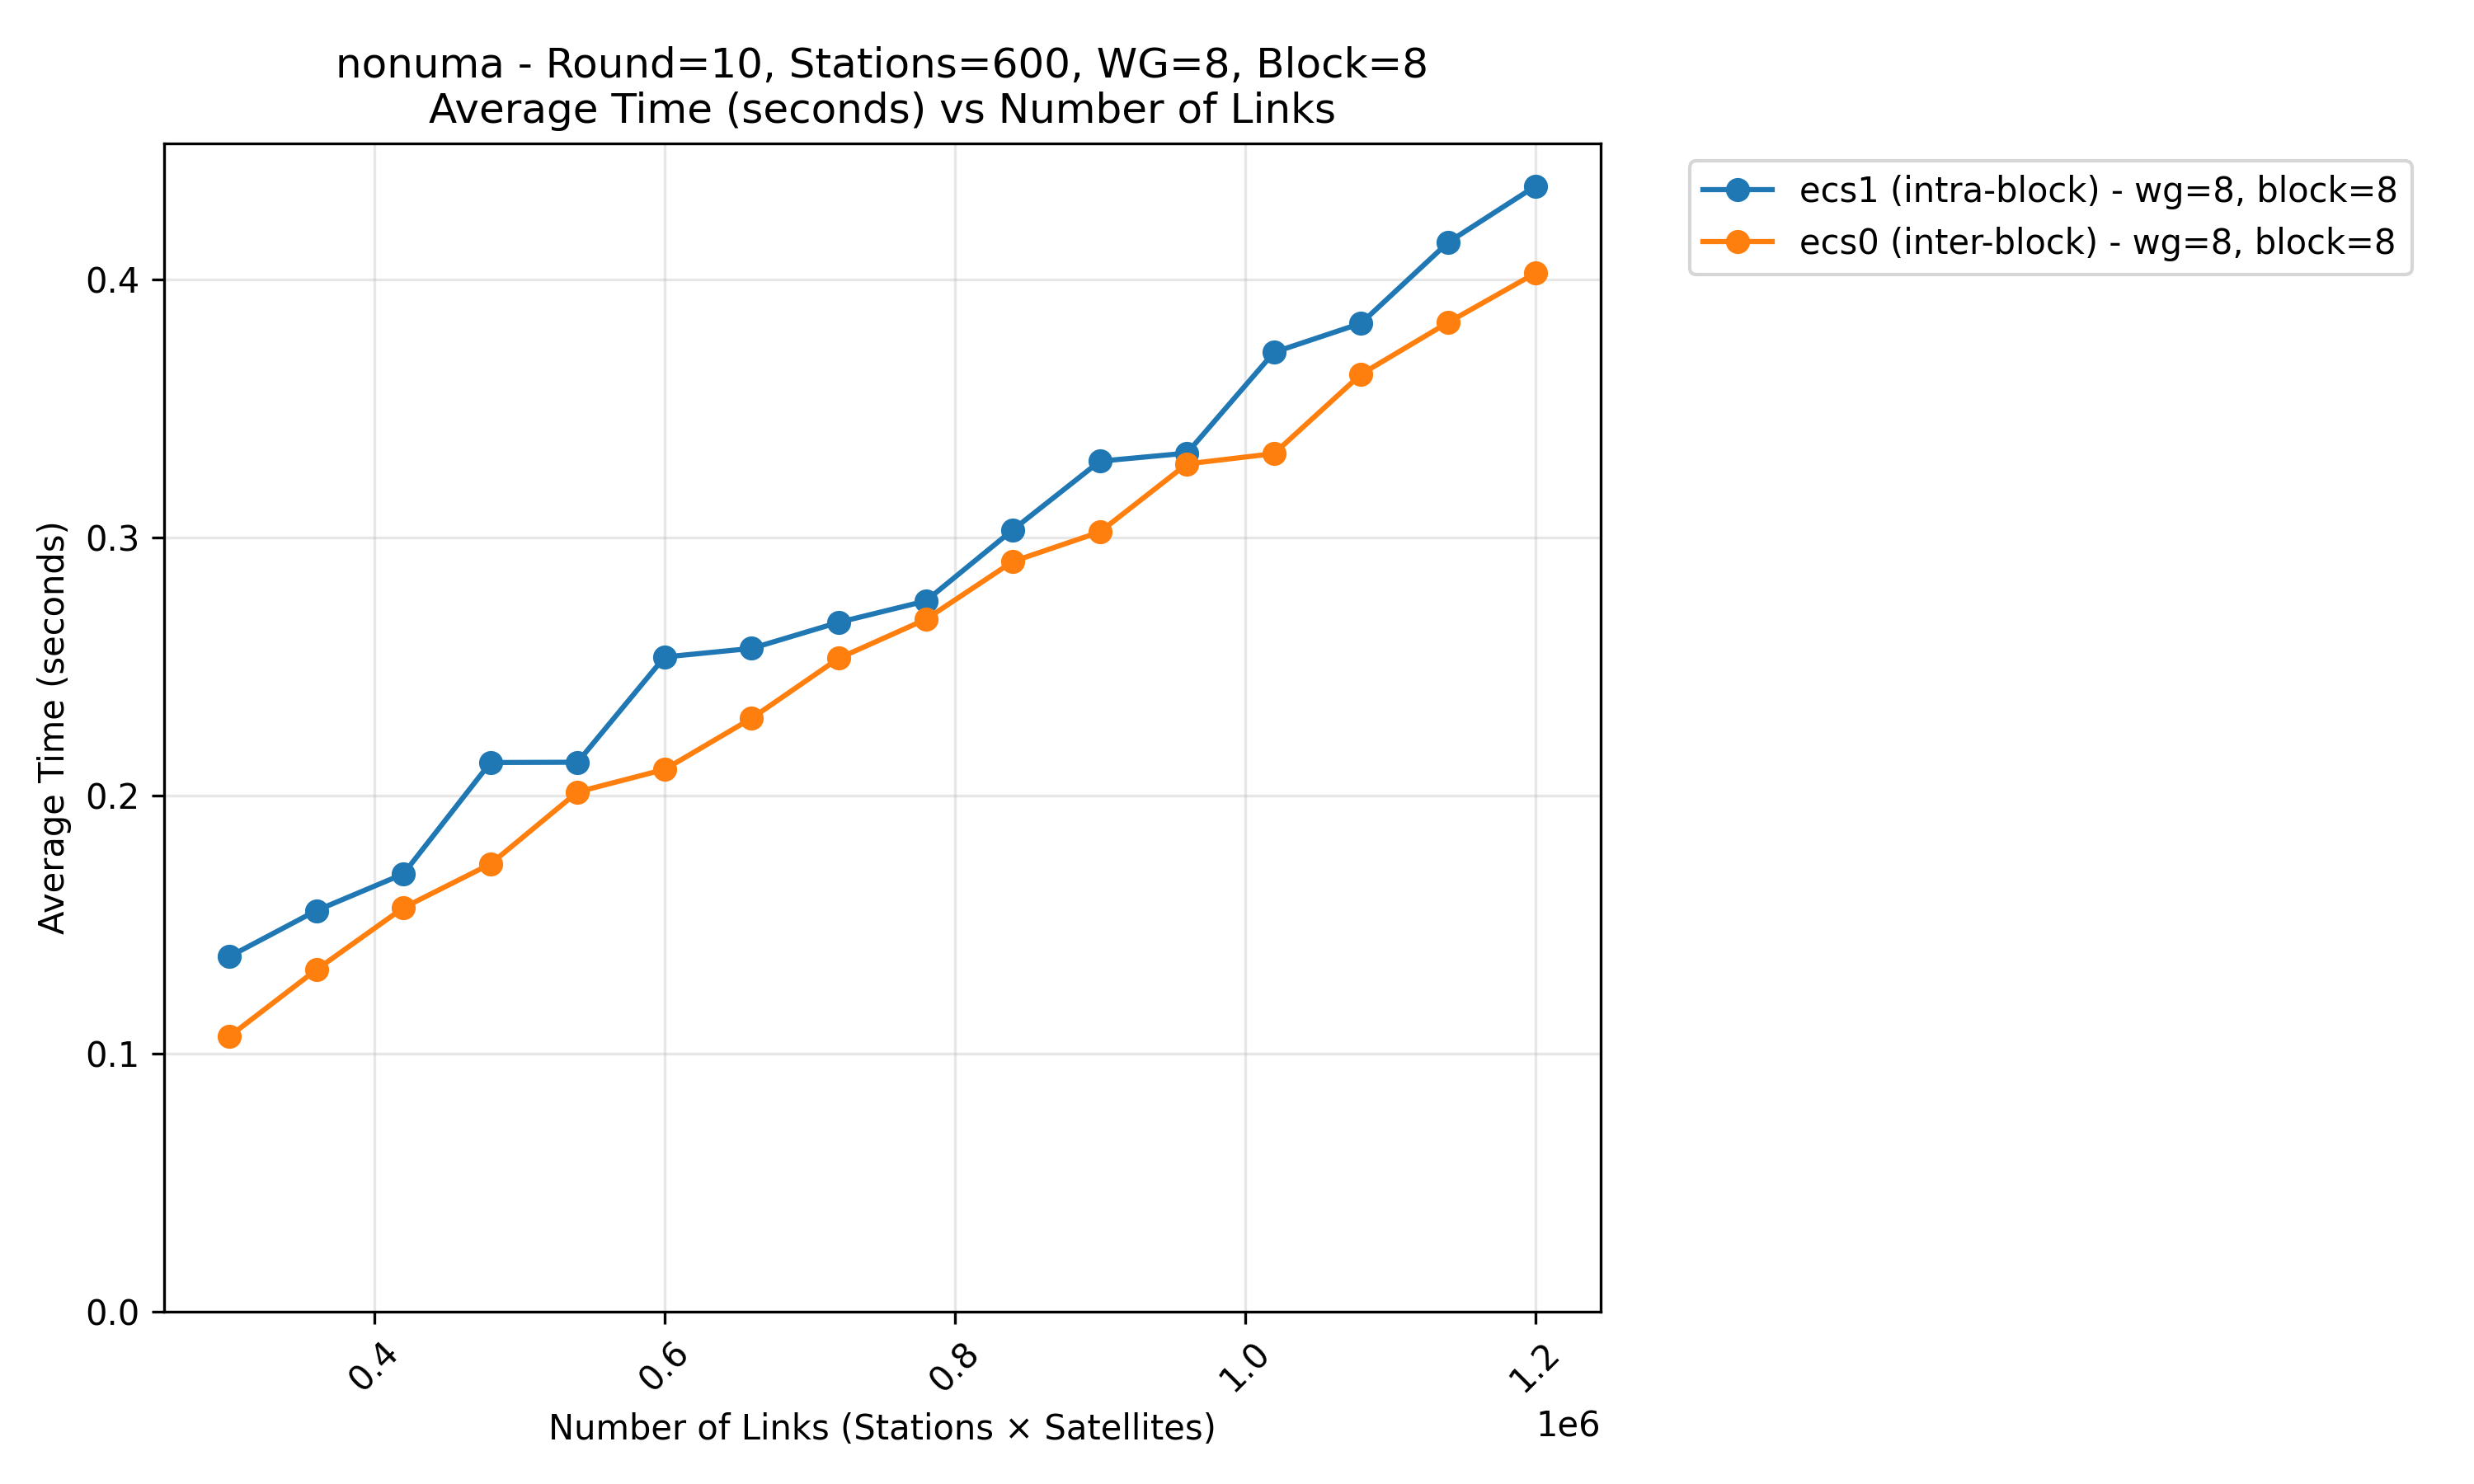 nonuma - Round=10, Stations=600, WG=8, Block=8
Average Time (seconds) vs Number of Links
ecs1 (intra-block) - wg=8, block=8
ecs0 (inter-block) - wg=8, block=8
Average Time (seconds)
0.4
0.3
0.2
0.1
0.0
0.4
0.6
0.8
1.0
1.2
1e6
Number of Links (Stations × Satellites)